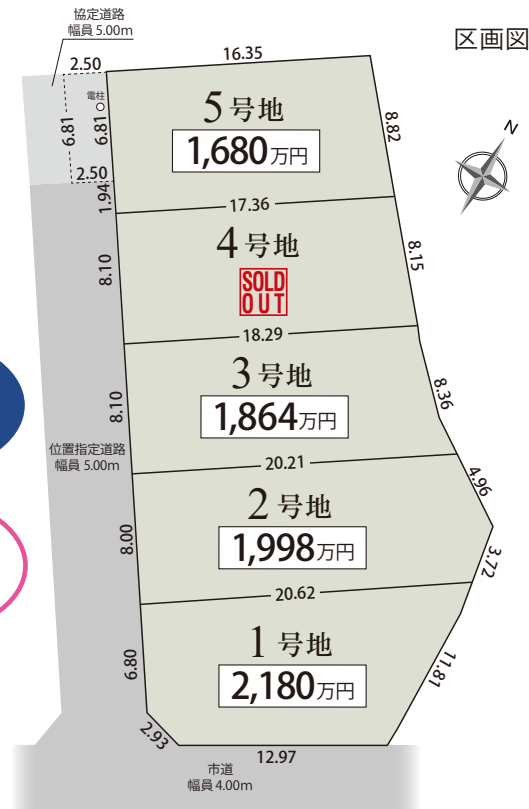 協定道路
幅員 5.00m
区画図
N
2.50
16.35
電柱
6.81
6.81
2.50
1.94
5号地
1,680万円
8.82
17.36
4号地
SOLD
OUT
8.10
8.15
18.29
3号地
1,864万円
8.10
8.36
位置指定道路
幅員 5.00m
20.21
4.96
2号地
1,998万円
8.00
3.72
20.62
1号地
2,180万円
6.80
11.81
2.93
12.97
市道
幅員 4.00m